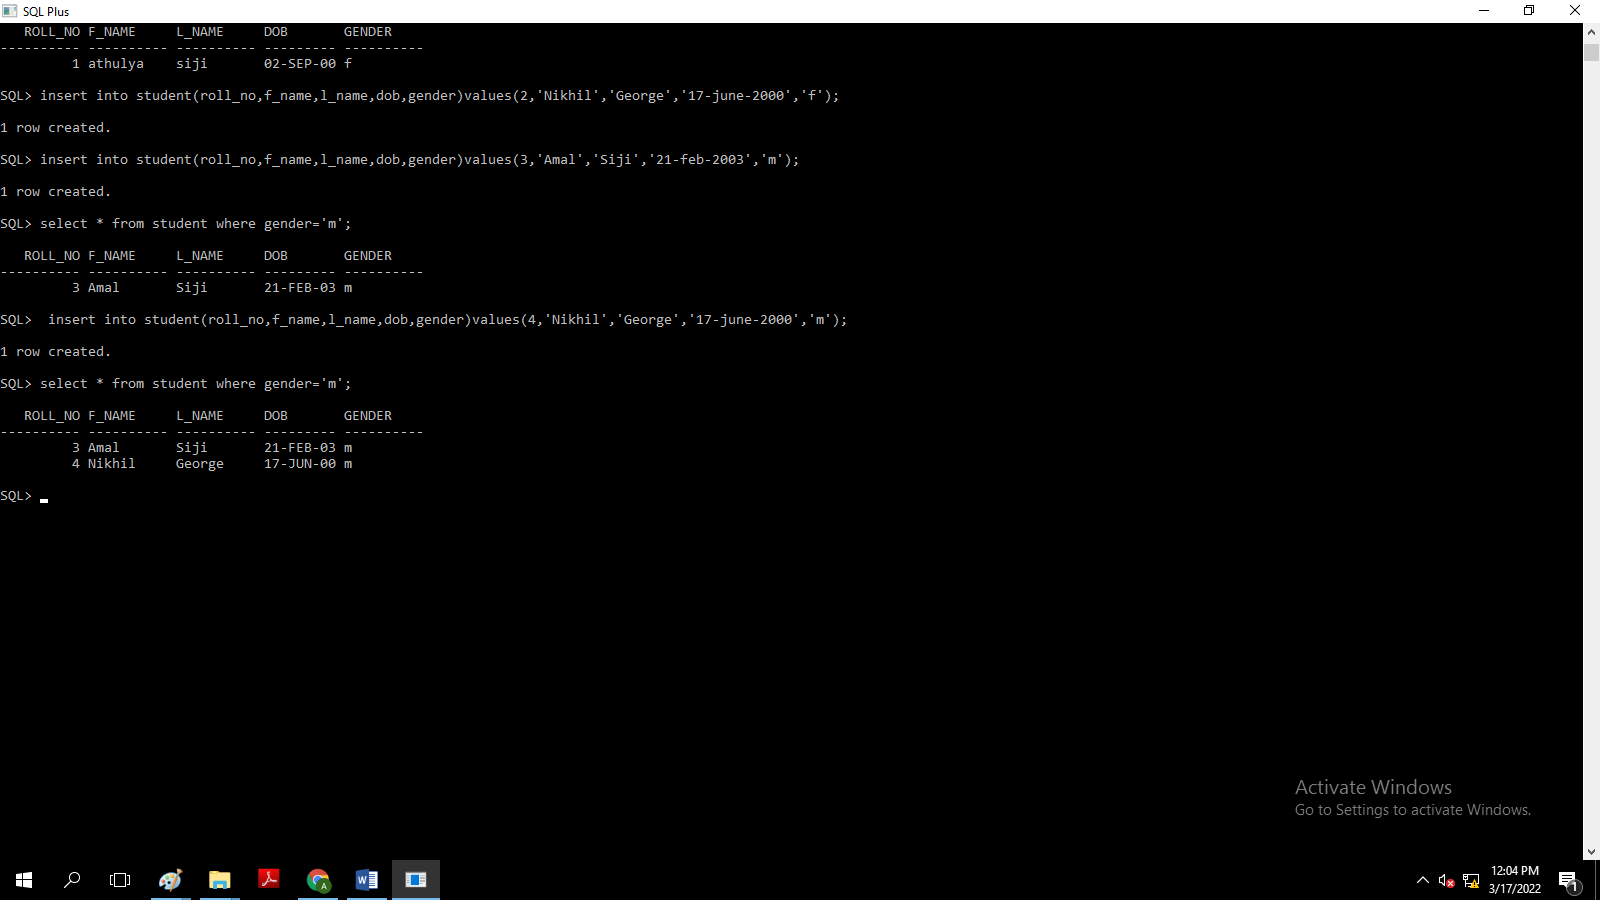 SQL Plus
   ROLL_NO F_NAME     L_NAME     DOB       GENDER
---------- ---------- ---------- --------- ----------
         1 athulya    siji       02-SEP-00 f
SQL> insert into student(roll_no,f_name,l_name,dob,gender)values(2,'Nikhil','George','17-june-2000','f');
1 row created.
SQL> insert into student(roll_no,f_name,l_name,dob,gender)values(3,'Amal','Siji','21-feb-2003','m');
1 row created.
SQL> select * from student where gender='m';
   ROLL_NO F_NAME     L_NAME     DOB       GENDER
---------- ---------- ---------- --------- ----------
         3 Amal       Siji       21-FEB-03 m
SQL>  insert into student(roll_no,f_name,l_name,dob,gender)values(4,'Nikhil','George','17-june-2000','m');
1 row created.
SQL> select * from student where gender='m';
   ROLL_NO F_NAME     L_NAME     DOB       GENDER
---------- ---------- ---------- --------- ----------
         3 Amal       Siji       21-FEB-03 m
         4 Nikhil     George     17-JUN-00 m
SQL>
Activate Windows
Go to Settings to activate Windows.
A
W
12:04 PM
3/17/2022
1